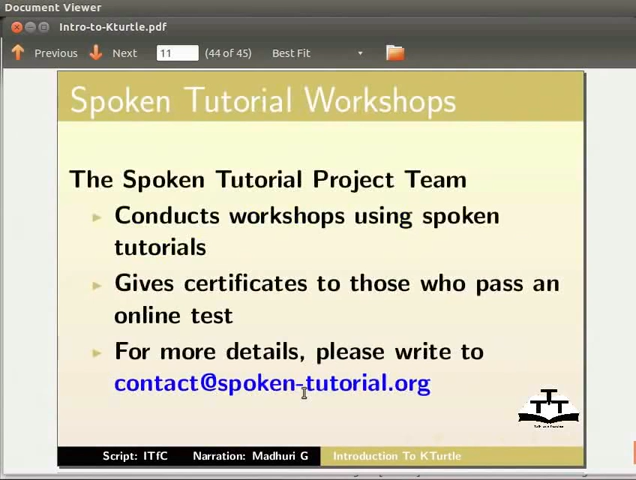 Document Viewer
Intro-to-Kturtle.pdf
Previous Next 11 (44 of 45) Best Fit
Spoken Tutorial Workshops
The Spoken Tutorial Project Team
Conducts workshops using spoken
tutorials
Gives certificates to those who pass an
online test
For more details, please write to
contact@spoken-tutorial.org
Script: ITfC Narration: Madhuri G Introduction To KTurtle